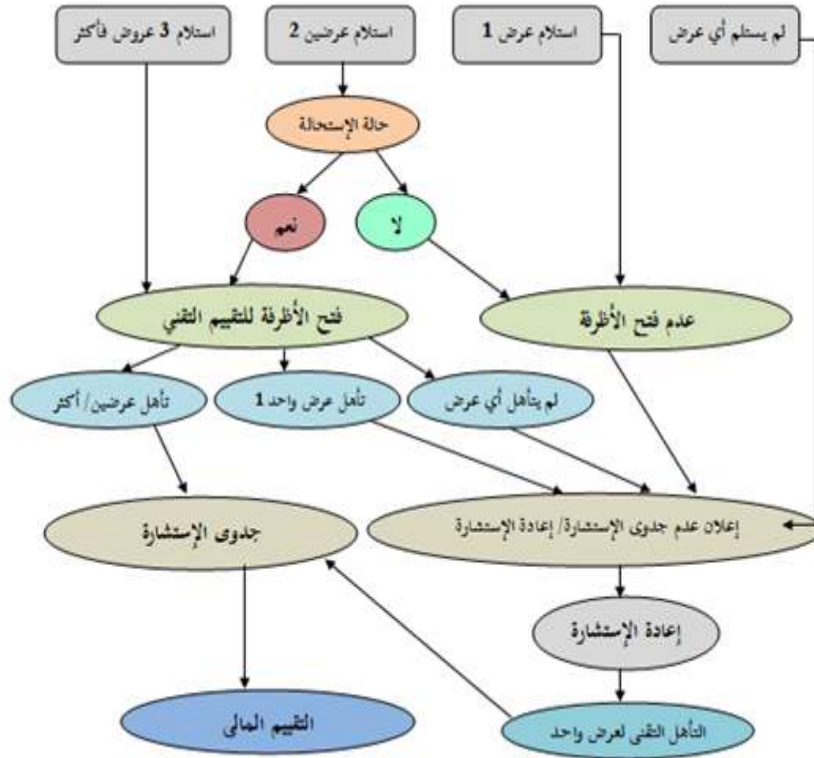 لم يستلم أي عرض
استلام عرض 1
استلام عرضين 2
استلام 3 عروض فأكثر
حالة الإستحالة
لا
نعم
عدم فتح الأظرفة
فتح الأظرفة للتقييم التقني
لم يتأهل أي عرض
تأهل عرض واحد 1
تأهل عرضين/ أكثر
إعلان عدم جدوى الإستشارة/ إعادة الإستشارة
جدوى الإستشارة
إعادة الإستشارة
التأهل التقنى لعرض واحد
التقييم المالى